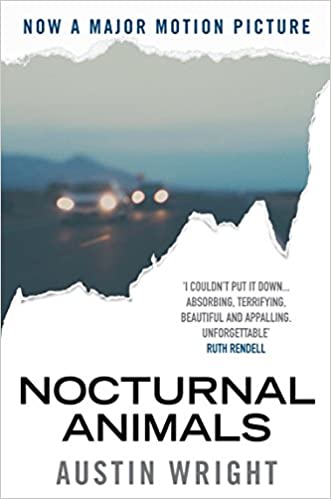 NOW A MAJOR MOTION PICTURE
'I COULDN'T PUT IT DOWN...
ABSORBING, TERRIFYING,
BEAUTIFUL AND APPALLING.
UNFORGETTABLE'
RUTH RENDELL
NOCTURNAL
ANIMALS
AUSTIN WRIGHT